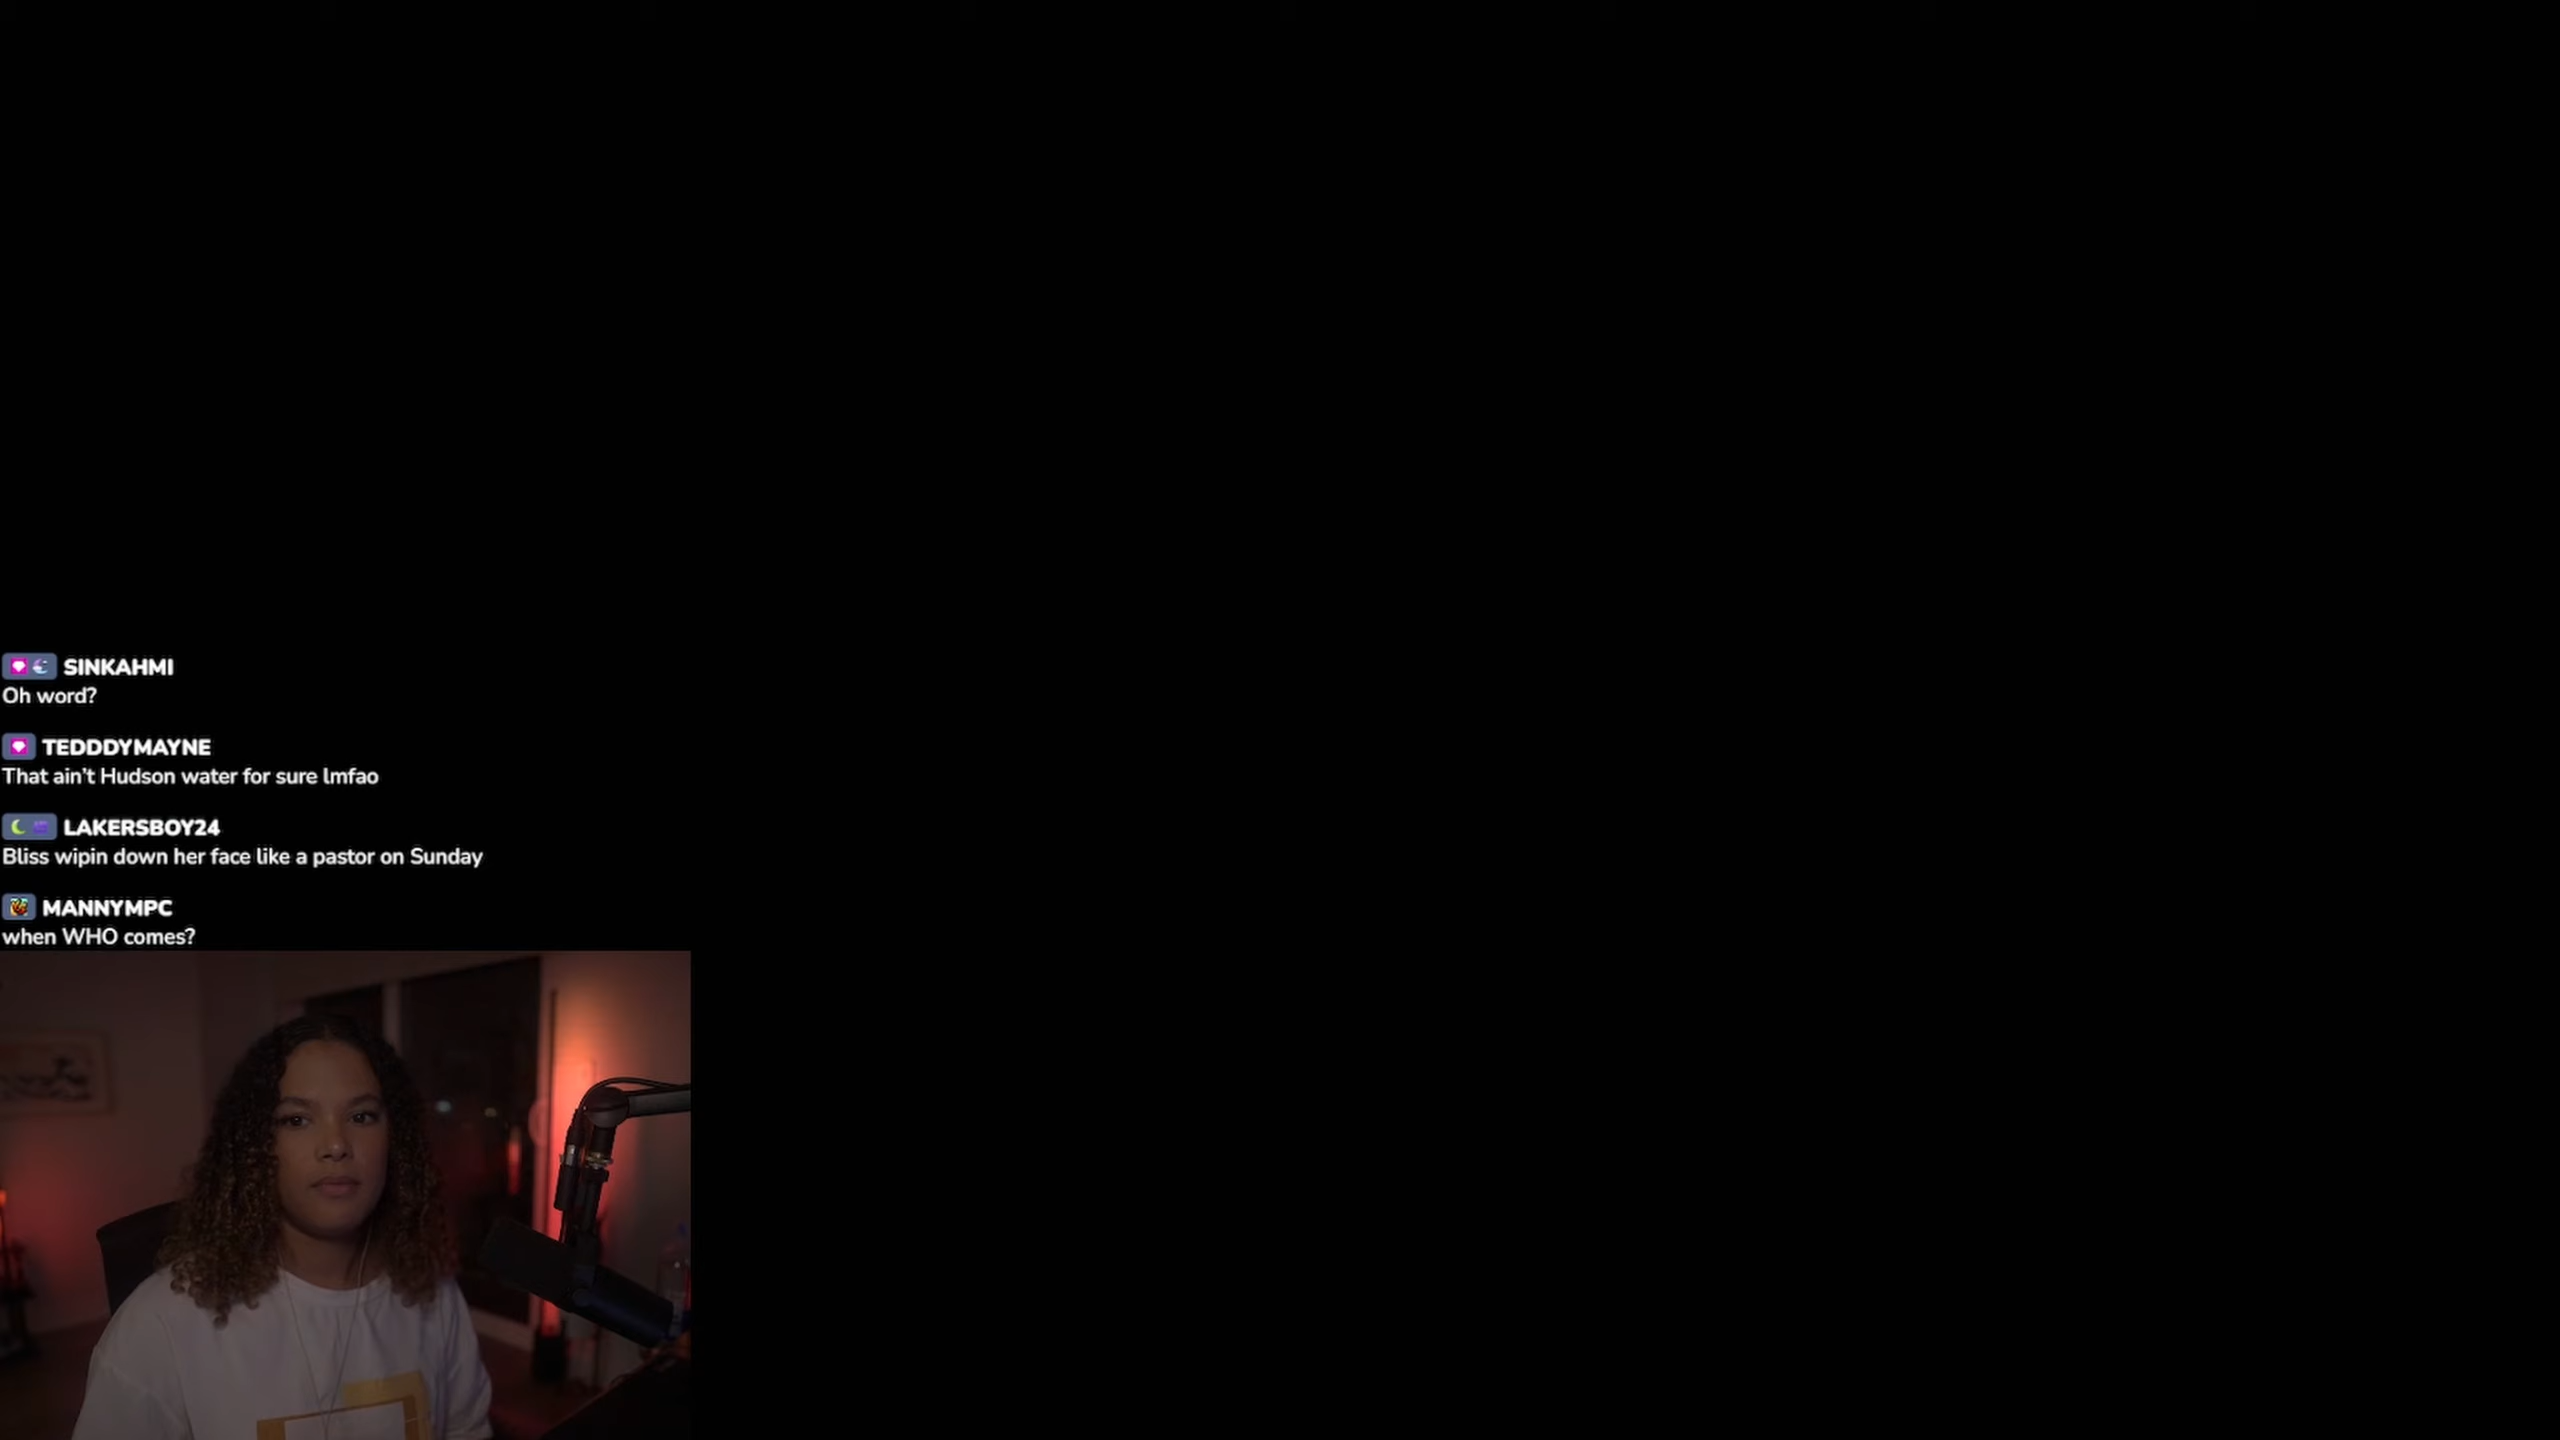 SINKAHMI
Oh word?
TEDDDYMAYNE
That ain't Hudson water for sure lmfao
LAKERSBOY24
Bliss wipin down her face like a pastor on Sunday
MANNYMPC
when WHO comes?